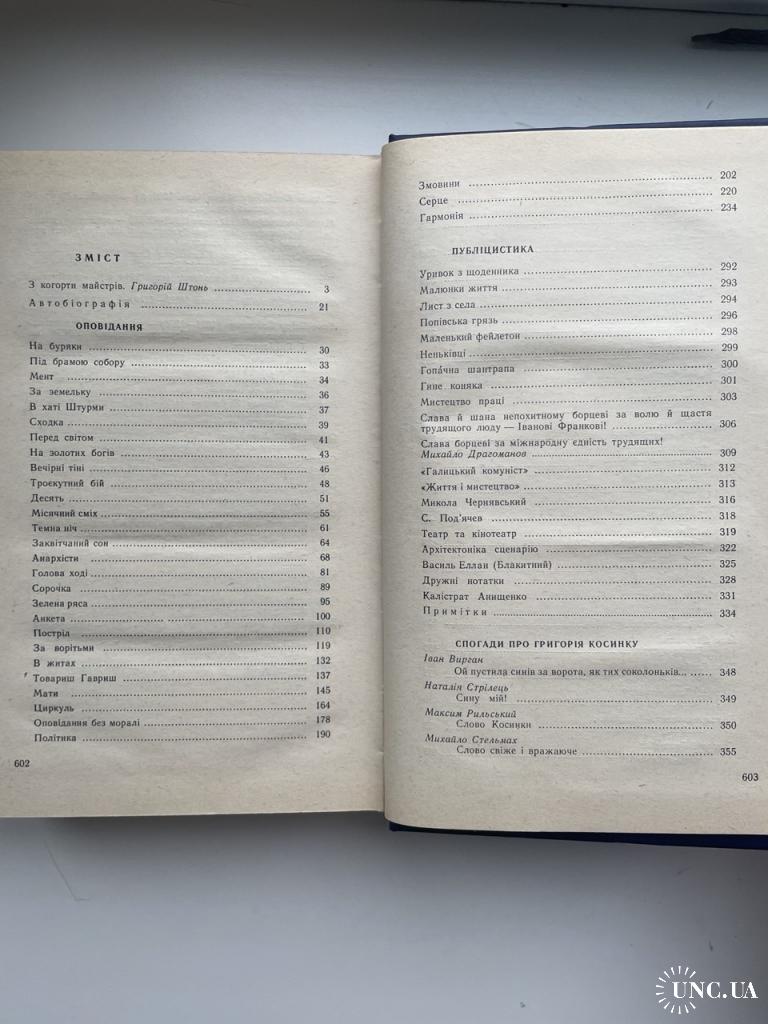 ЗМІСТ
З когорти майстрів. Григорій Штонь 3
Автобіографія 21
ОПОВІДАННЯ
На буряки 30
Під брамою собору 33
Мент 34
За земельку 36
В хаті Штурми 37
Сходка 39
Перед світом 41
На золотих богів 43
Вечірні тіні 46
Троєкутний бій 48
Десять 51
Місячний сміх 55
Темна ніч 61
Заквітчаний сон 64
Анархісти 68
Голова ході 81
Сорочка 89
Зелена ряса 95
Анкета 100
Постріл 110
За ворітьми 119
В житах 132
Товариш Гавриш 137
Мати 145
Циркуль 164
Оповідання без моралі 178
Політика 190
602
Змовини 202
Серце 220
Гармонія 234
ПУБЛІЦИСТИКА
Уривок з щоденника 292
Малюнки життя 293
Лист з села 294
Попівська грязь 296
Маленький фейлетон 298
Неньківці 299
Гопачна шантрапа 300
Гине коняка 301
Мистецтво праці 303
Слава й шана непохитному борцеві за волю й щастя
трудящого люду — Іванові Франкові! 306
Слава борцеві за міжнародну єдність трудящих!
Михайло Драгоманов 309
«Галицький комуніст» 312
«Життя і мистецтво» 313
Микола Чернявський 316
С. Под'ячев 318
Театр та кінотеатр 319
Архітектоніка сценарію 322
Василь Еллан (Блакитний) 325
Дружні нотатки 328
Калістрат Анищенко 331
Примітки 334
СПОГАДИ ПРО ГРИГОРІЯ КОСИНКУ
Іван Вирган
Ой пустила синів за ворота, як тих соколоньків... 348
Наталія Стрілець
Сину мій! 349
Максим Рильський
Слово Косинки 350
Михайло Стельмах
Слово свіже і вражаюче 355
603
UNC.UA